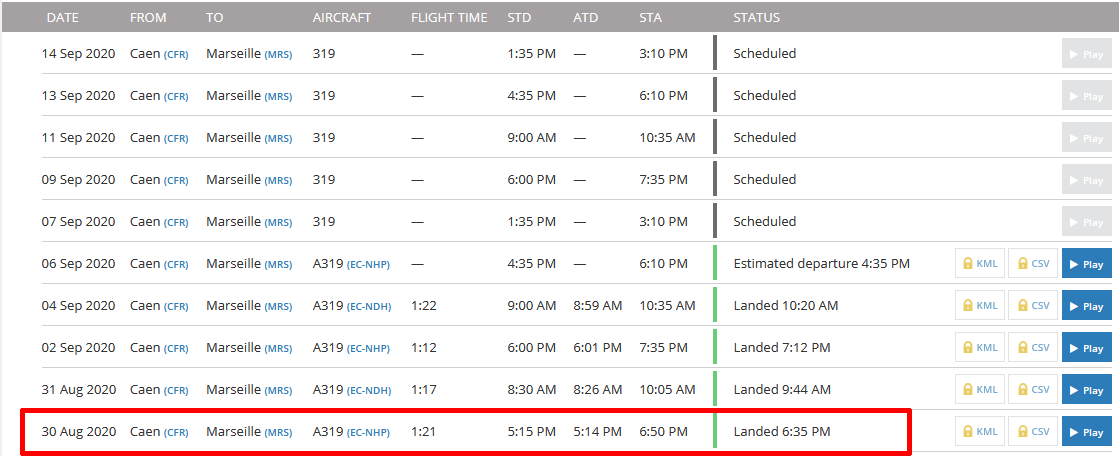 DATE FROM TO AIRCRAFT FLIGHT TIME STD ATD STA STATUS
14 Sep 2020 Caen (CFR) Marseille (MRS) 319 — 1:35 PM — 3:10 PM Scheduled Play
13 Sep 2020 Caen (CFR) Marseille (MRS) 319 — 4:35 PM — 6:10 PM Scheduled Play
11 Sep 2020 Caen (CFR) Marseille (MRS) 319 — 9:00 AM — 10:35 AM Scheduled Play
09 Sep 2020 Caen (CFR) Marseille (MRS) 319 — 6:00 PM — 7:35 PM Scheduled Play
07 Sep 2020 Caen (CFR) Marseille (MRS) 319 — 1:35 PM — 3:10 PM Scheduled Play
06 Sep 2020 Caen (CFR) Marseille (MRS) A319 (EC-NHP) — 4:35 PM — 6:10 PM Estimated departure 4:35 PM KML CSV Play
04 Sep 2020 Caen (CFR) Marseille (MRS) A319 (EC-NDH) 1:22 9:00 AM 8:59 AM 10:35 AM Landed 10:20 AM KML CSV Play
02 Sep 2020 Caen (CFR) Marseille (MRS) A319 (EC-NHP) 1:12 6:00 PM 6:01 PM 7:35 PM Landed 7:12 PM KML CSV Play
31 Aug 2020 Caen (CFR) Marseille (MRS) A319 (EC-NDH) 1:17 8:30 AM 8:26 AM 10:05 AM Landed 9:44 AM KML CSV Play
30 Aug 2020 Caen (CFR) Marseille (MRS) A319 (EC-NHP) 1:21 5:15 PM 5:14 PM 6:50 PM Landed 6:35 PM KML CSV Play